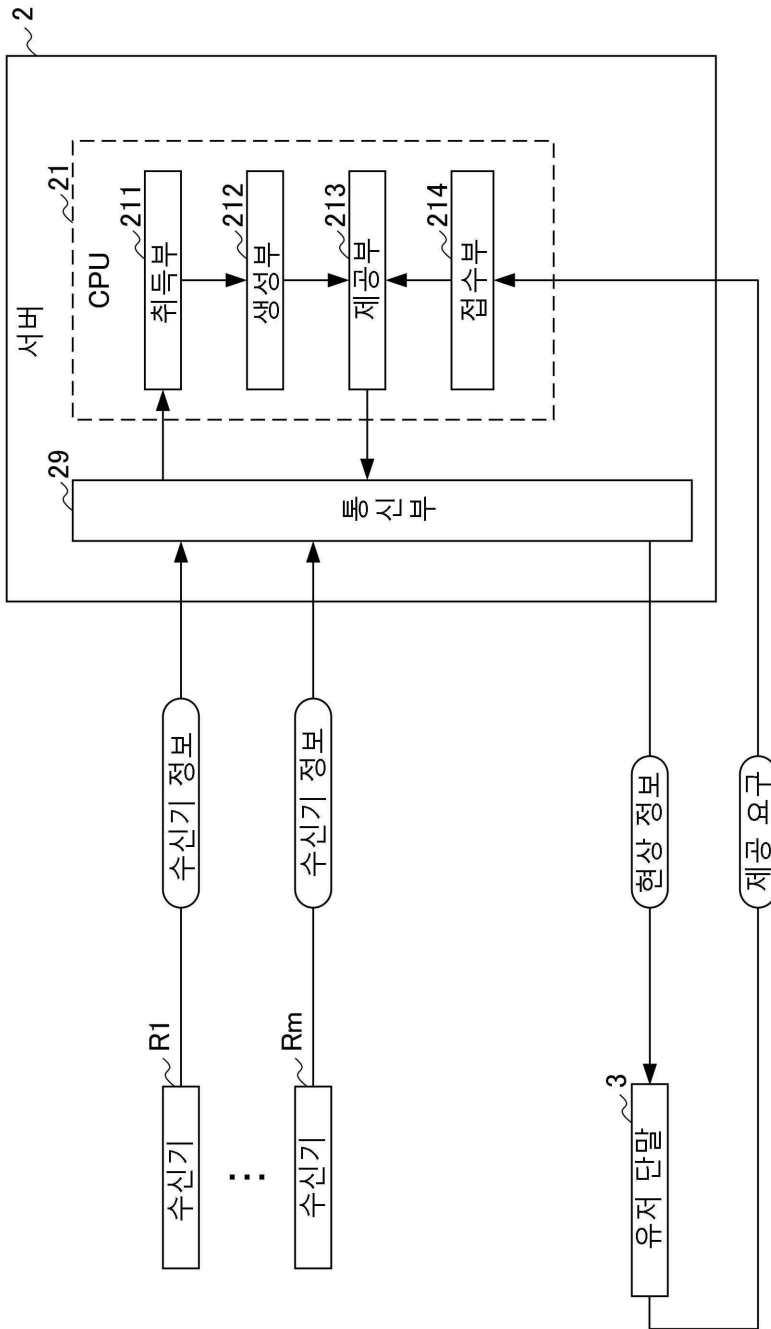 2
서버
21
CPU
211
취득부
212
생성부
213
제공부
214
접수부
29
통신부
수신기 정보
수신기 정보
현상 정보
제공 요구
R1
수신기
...
Rm
수신기
3
유저 단말